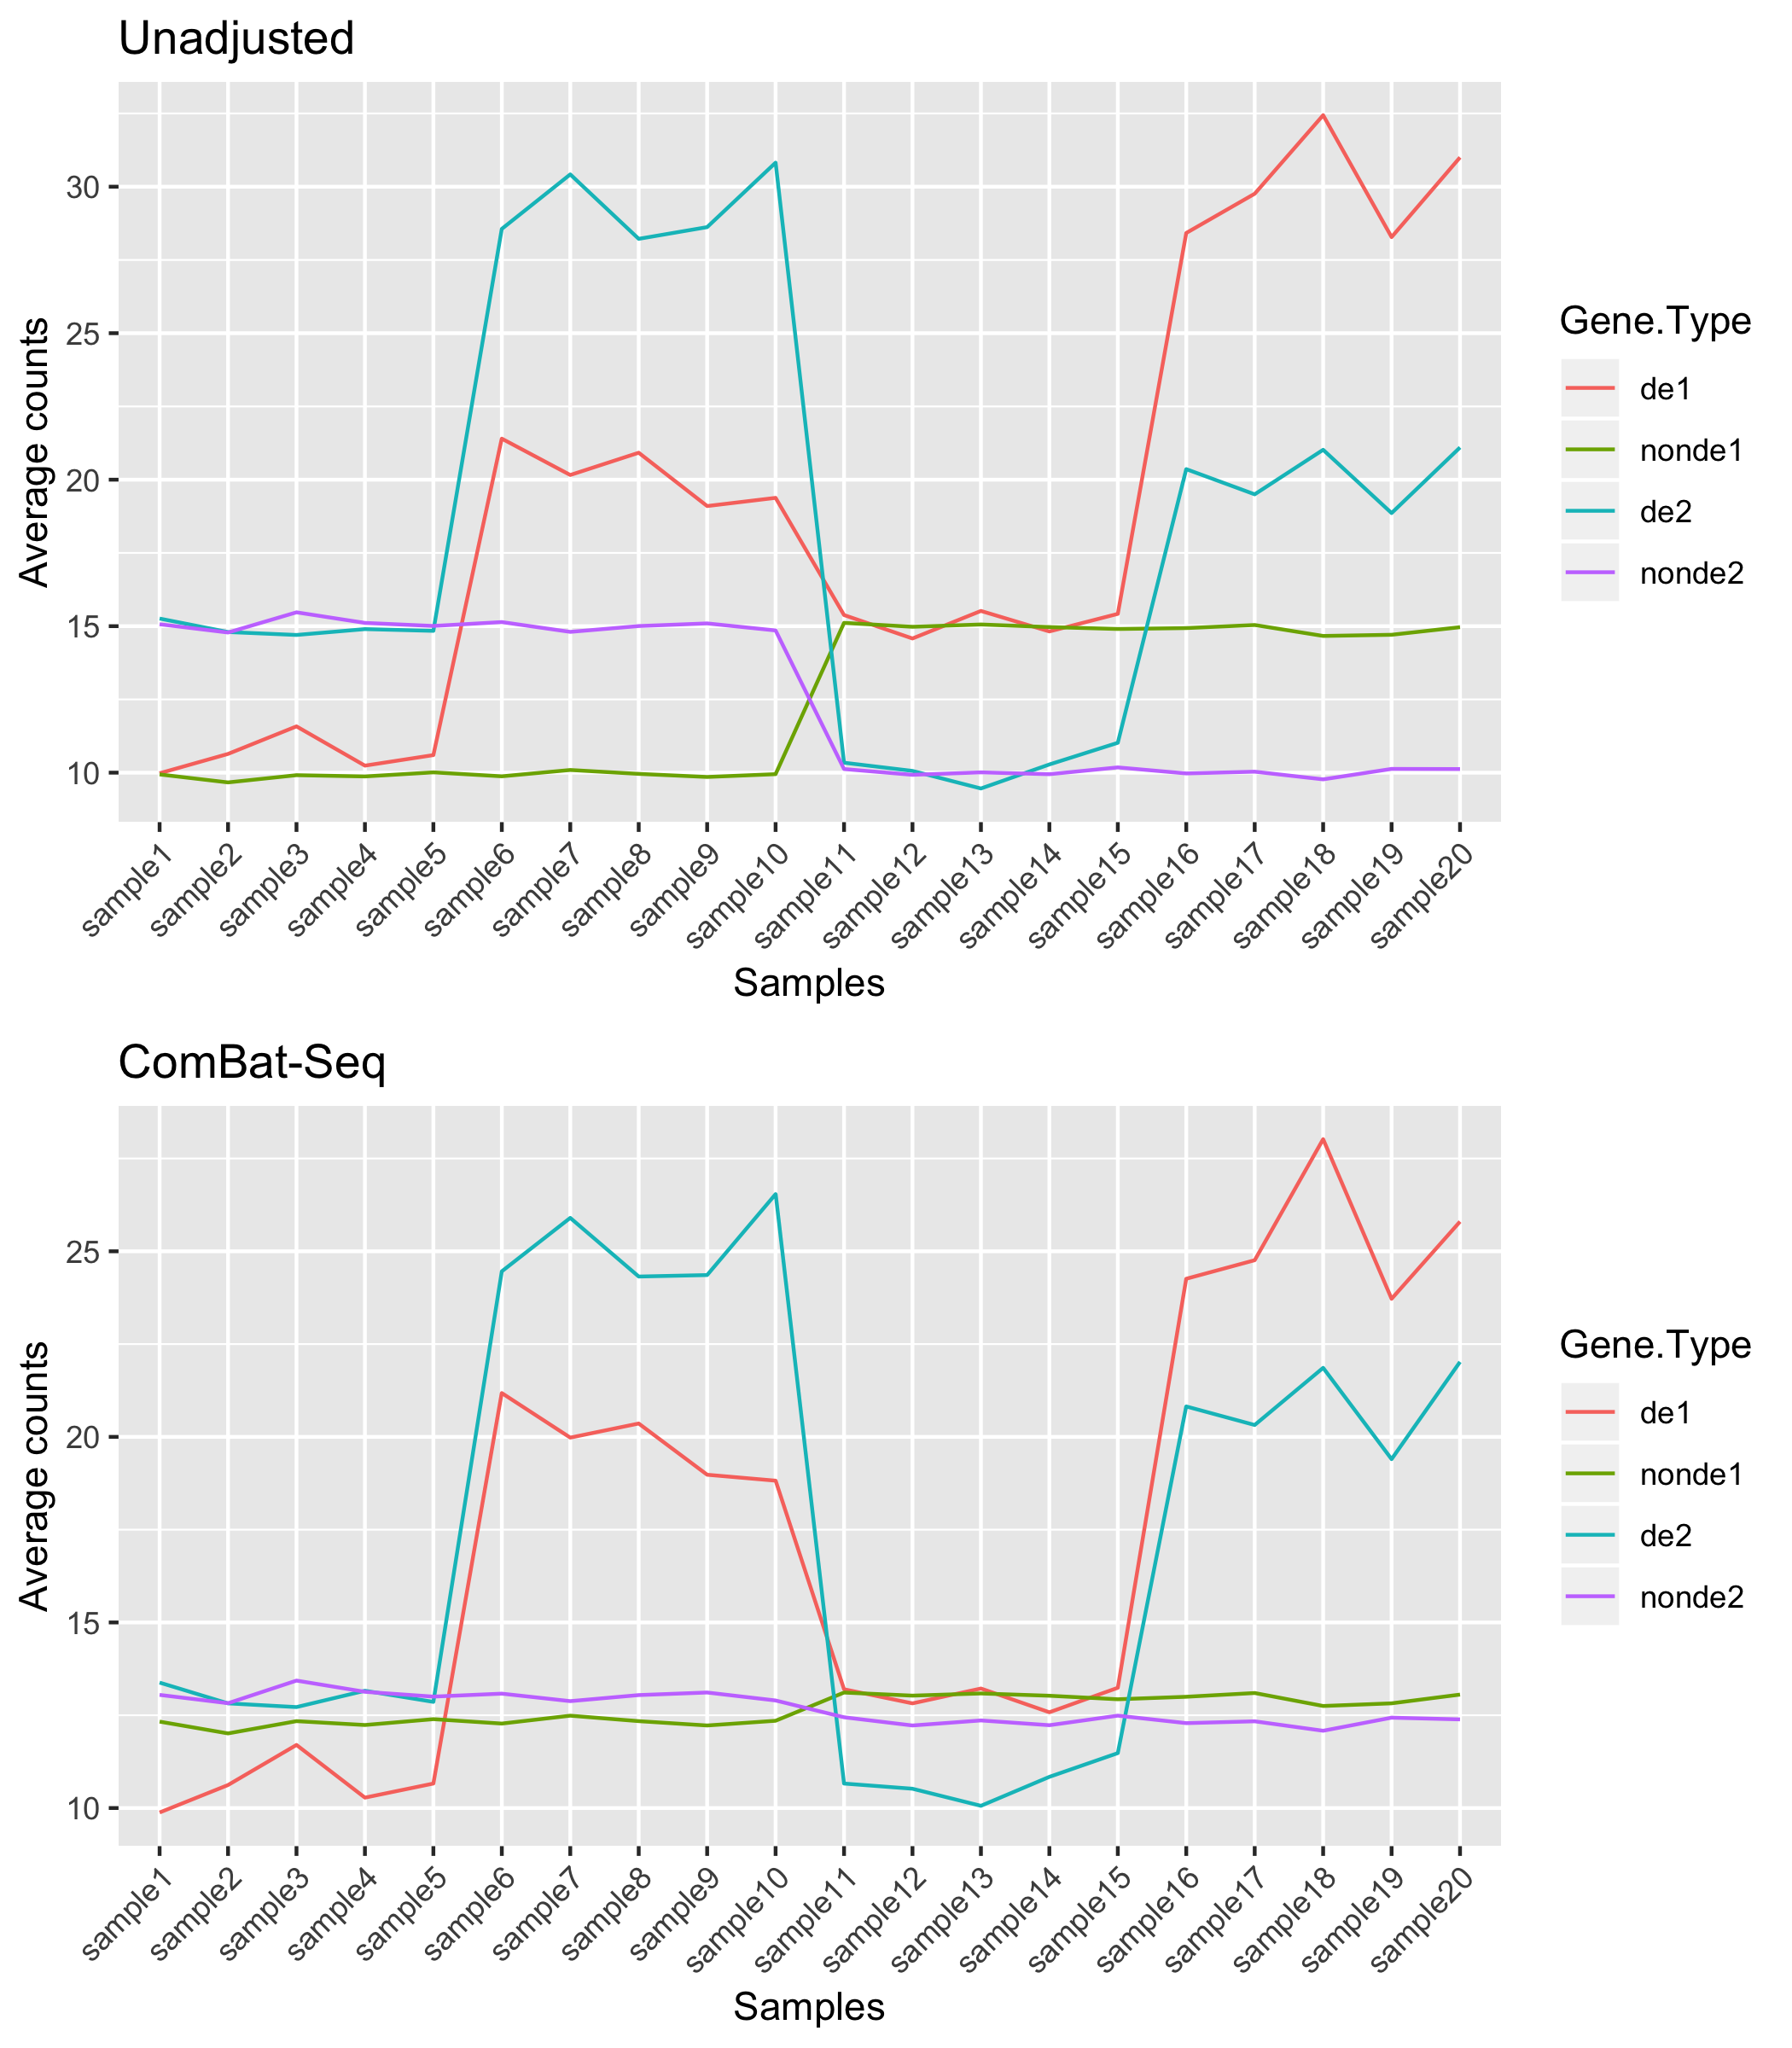 Unadjusted
30
25
20
15
10
Average counts
sample1
sample2
sample3
sample4
sample5
sample6
sample7
sample8
sample9
sample10
sample11
sample12
sample13
sample14
sample15
sample16
sample17
sample18
sample19
sample20
Samples
Gene.Type
de1
nonde1
de2
nonde2
ComBat-Seq
25
20
15
10
Average counts
sample1
sample2
sample3
sample4
sample5
sample6
sample7
sample8
sample9
sample10
sample11
sample12
sample13
sample14
sample15
sample16
sample17
sample18
sample19
sample20
Samples
Gene.Type
de1
nonde1
de2
nonde2